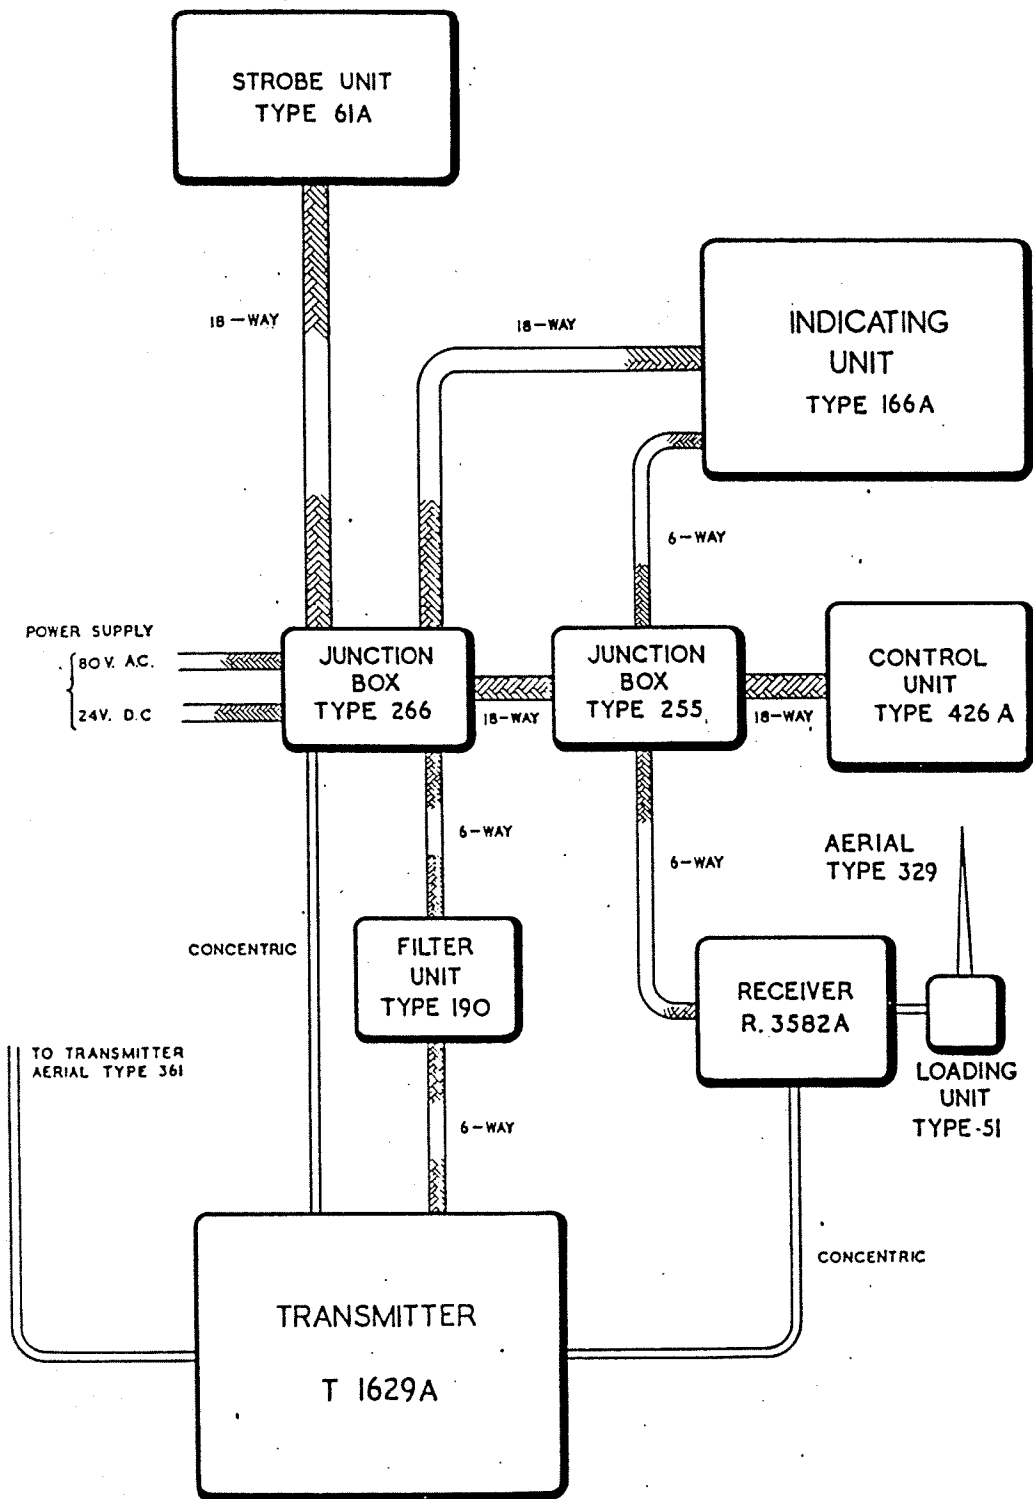 STROBE UNIT
TYPE 61A
18-WAY
18-WAY
INDICATING
UNIT
TYPE 166A
6-WAY
POWER SUPPLY
80V. A.C.
24V. D.C
JUNCTION
BOX
TYPE 266
18-WAY
JUNCTION
BOX
TYPE 255
18-WAY
CONTROL
UNIT
TYPE 426A
6-WAY
6-WAY
AERIAL
TYPE 329
CONCENTRIC
FILTER
UNIT
TYPE 190
RECEIVER
R. 3582A
TO TRANSMITTER
AERIAL TYPE 361
LOADING
UNIT
TYPE-51
6-WAY
CONCENTRIC
TRANSMITTER
T 1629A